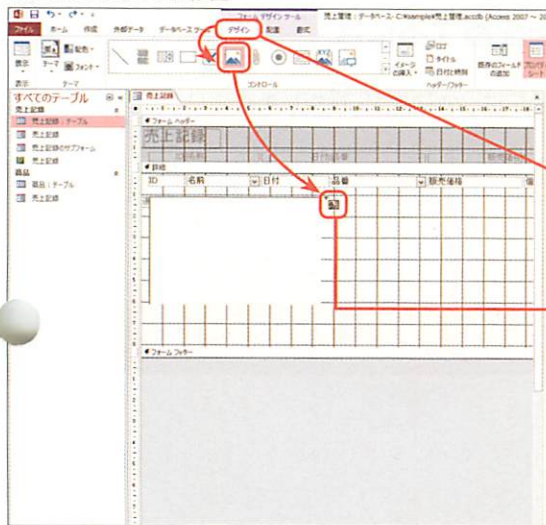 フォーム デザイン ツール
売上管理 : データベース- C:¥sample¥売上管理.accdb (Access 2007 ～ 20
ファイル ホーム 作成 外部データ データベース ツール デザイン 配置 書式
表示 テーマ 配色 フォント
イメージの挿入
ロゴ
タイトル
日付と時刻
既存のフィールドの追加
プロパティシート
表示 テーマ コントロール ヘッダー/フッター
すべてのテーブル
売上記録
売上記録
売上記録 : テーブル
売上記録
売上記録のサブフォーム
売上記録
商品
商品 : テーブル
売上記録
フォーム ヘッダー
売上記録
詳細
ID 名前 日付 品番 販売価格
フォーム フッター